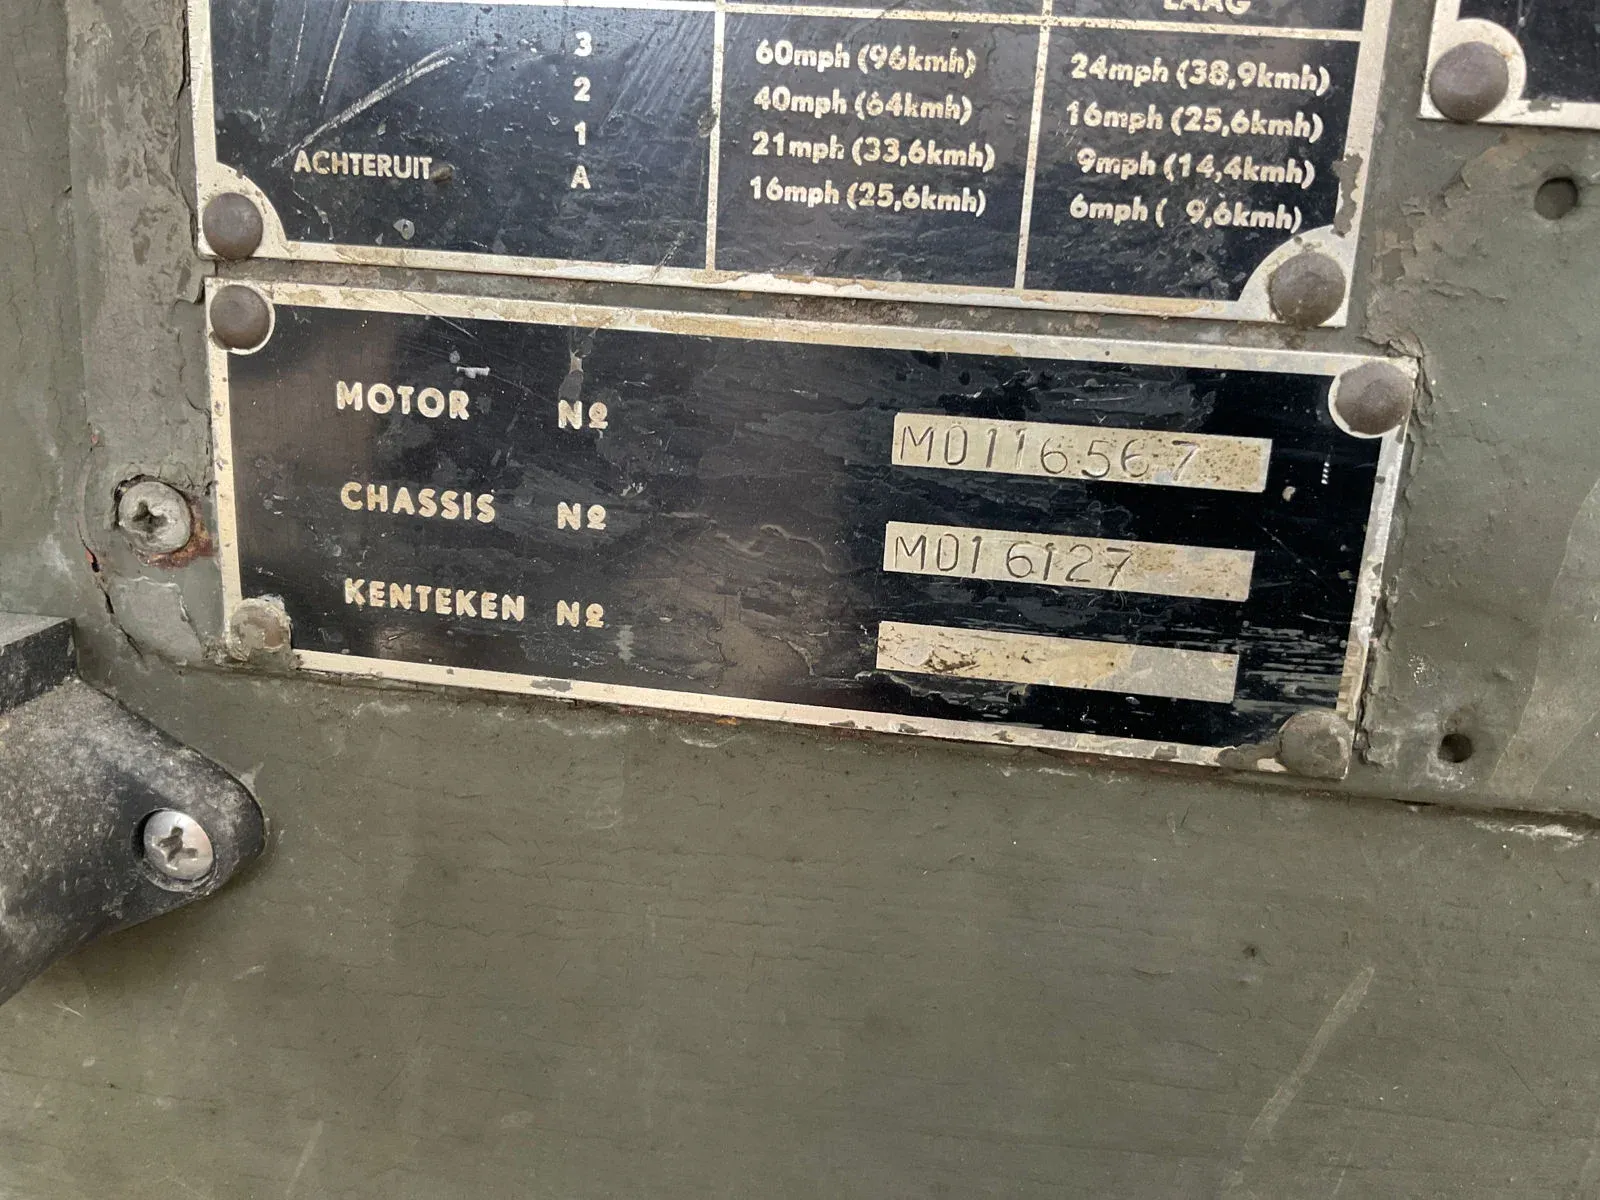 LAAG
3 60mph (96kmh) 24mph (38,9kmh)
2 40mph (64kmh) 16mph (25,6kmh)
1 21mph (33,6kmh) 9mph (14,4kmh)
ACHTERUIT A 16mph (25,6kmh) 6mph ( 9,6kmh)
MOTOR Nº M0116567
CHASSIS Nº M016127
KENTEKEN Nº